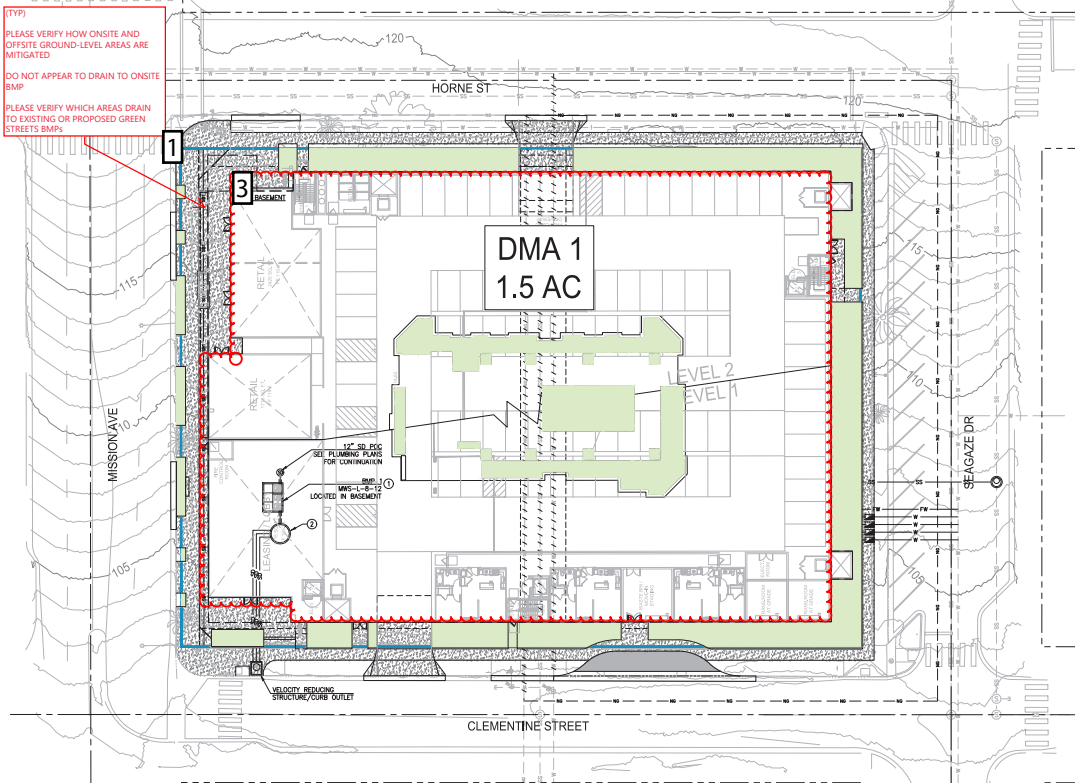 (TYP)
PLEASE VERIFY HOW ONSITE AND
OFFSITE GROUND-LEVEL AREAS ARE
MITIGATED
DO NOT APPEAR TO DRAIN TO ONSITE
BMP
PLEASE VERIFY WHICH AREAS DRAIN
TO EXISTING OR PROPOSED GREEN
STREETS BMPs
120
HORNE ST
120
1
3
BASEMENT
DMA 1
1.5 AC
RETAIL
115
115
RETAIL
LEVEL 2
LEVEL 1
110
MISSION AVE
110
SEAGAZE DR
12" SD POC
SEE PLUMBING PLANS
FOR CONTINUATION
BMP 1
MWS-L-8-12
LOCATED IN BASEMENT
1
2
LEASING
105
105
VELOCITY REDUCING
STRUCTURE/CURB OUTLET
CLEMENTINE STREET